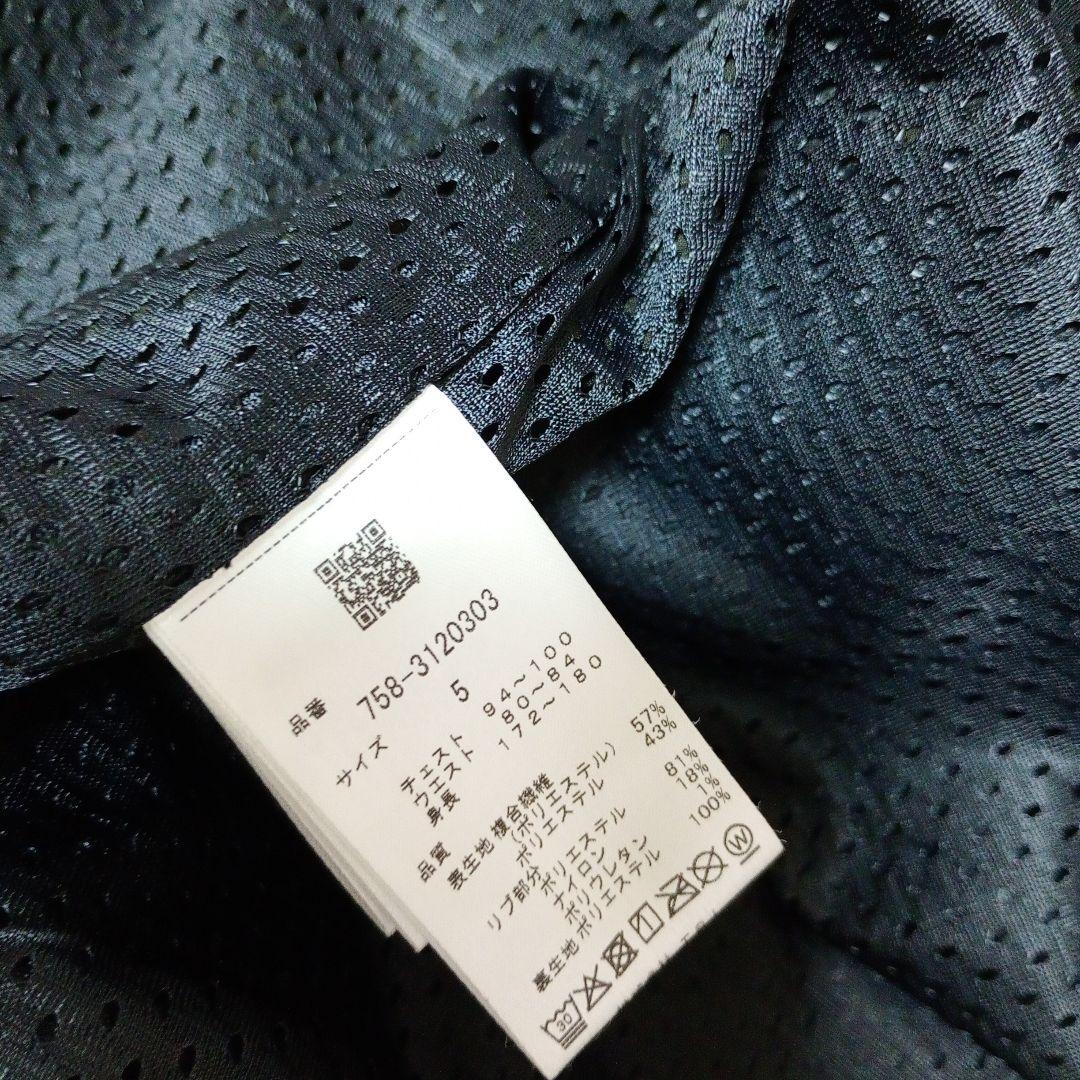 品番 758-3120303
サイズ 5
チェスト 94~100
ウエスト 80~84
身長 172~180
品質
表生地 複合繊維
(ポリエステル) 57%
ポリエステル 43%
リブ部分
ポリエステル 81%
ナイロン 18%
ポリウレタン 1%
裏生地 ポリエステル 100%
30
W